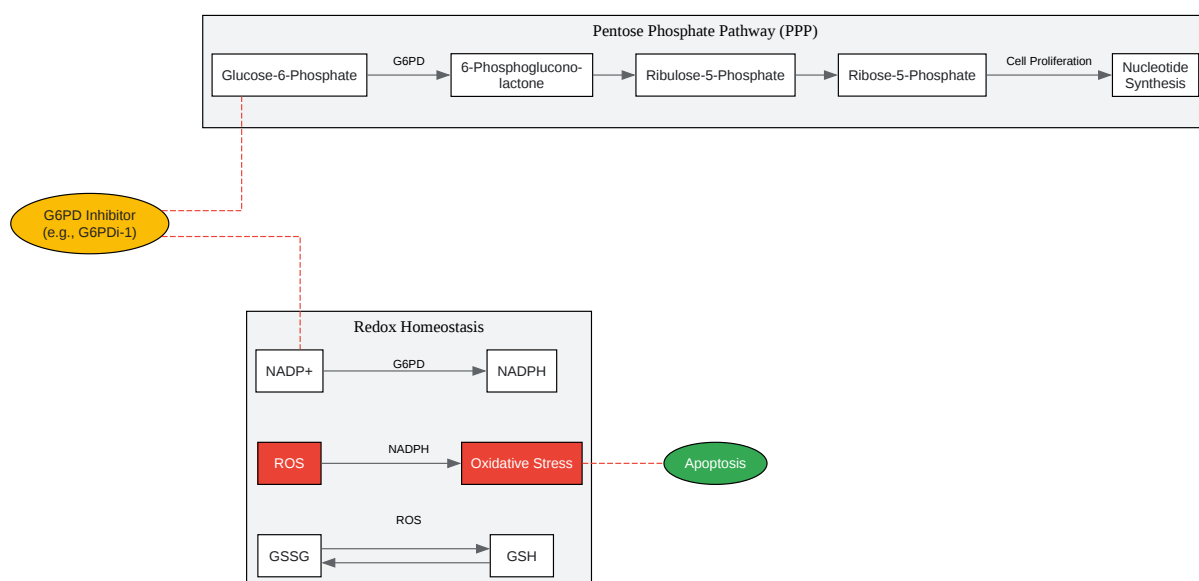 Pentose Phosphate Pathway (PPP)
Glucose-6-Phosphate
G6PD
6-Phosphoglucono-
lactone
Ribulose-5-Phosphate
Ribose-5-Phosphate
Cell Proliferation
Nucleotide
Synthesis
G6PD Inhibitor
(e.g., G6PDi-1)
Redox Homeostasis
NADP+
G6PD
NADPH
ROS
NADPH
Oxidative Stress
Apoptosis
ROS
GSSG
GSH